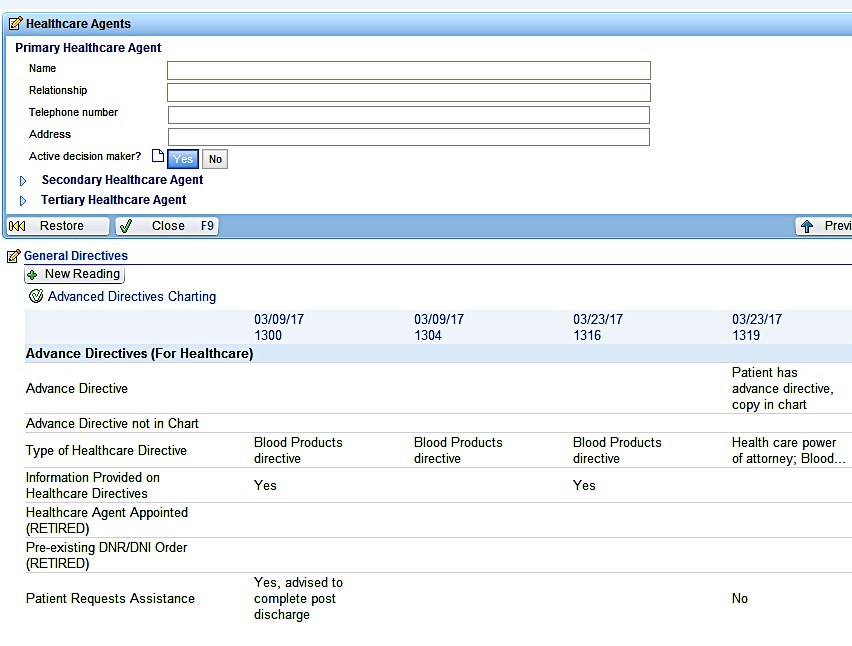 Healthcare Agents
Primary Healthcare Agent
Name
Relationship
Telephone number
Address
Active decision maker? Yes No
Secondary Healthcare Agent
Tertiary Healthcare Agent
Restore Close F9 Previ
General Directives
New Reading
Advanced Directives Charting
03/09/17 03/09/17 03/23/17 03/23/17
1300 1304 1316 1319
Advance Directives (For Healthcare)
Advance Directive Patient has
advance directive,
copy in chart
Advance Directive not in Chart
Type of Healthcare Directive Blood Products Blood Products Blood Products Health care power
directive directive directive of attorney; Blood...
Information Provided on
Healthcare Directives Yes Yes
Healthcare Agent Appointed
(RETIRED)
Pre-existing DNR/DNI Order
(RETIRED)
Patient Requests Assistance Yes, advised to No
complete post
discharge